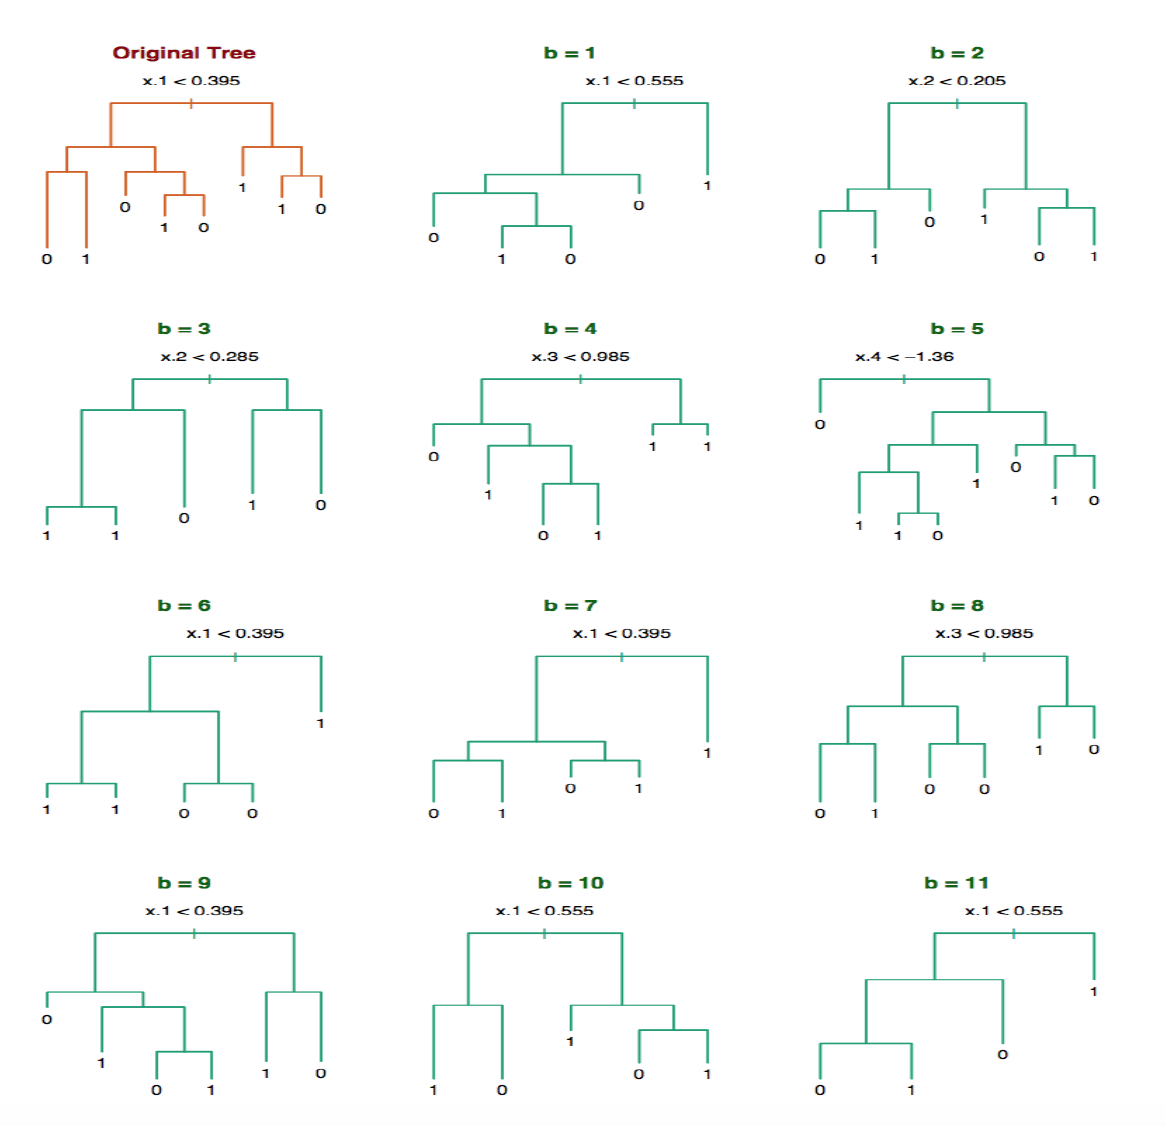 Original Tree
x.1 < 0.395
1
0
1 0
1 0
0 1
b = 1
x.1 < 0.555
1
0
0
1 0
b = 2
x.2 < 0.205
1
0
0 1
0 1
b = 3
x.2 < 0.285
1 0
0
1 1
b = 4
x.3 < 0.985
1 1
0
1
0 1
b = 5
x.4 < −1.36
0
0
1
1 0
1
1 0
b = 6
x.1 < 0.395
1
1 1
0 0
b = 7
x.1 < 0.395
1
0 1
0 1
b = 8
x.3 < 0.985
1 0
0 0
0 1
b = 9
x.1 < 0.395
0
1
1 0
0 1
b = 10
x.1 < 0.555
1
0 1
1 0
b = 11
x.1 < 0.555
1
0
0 1